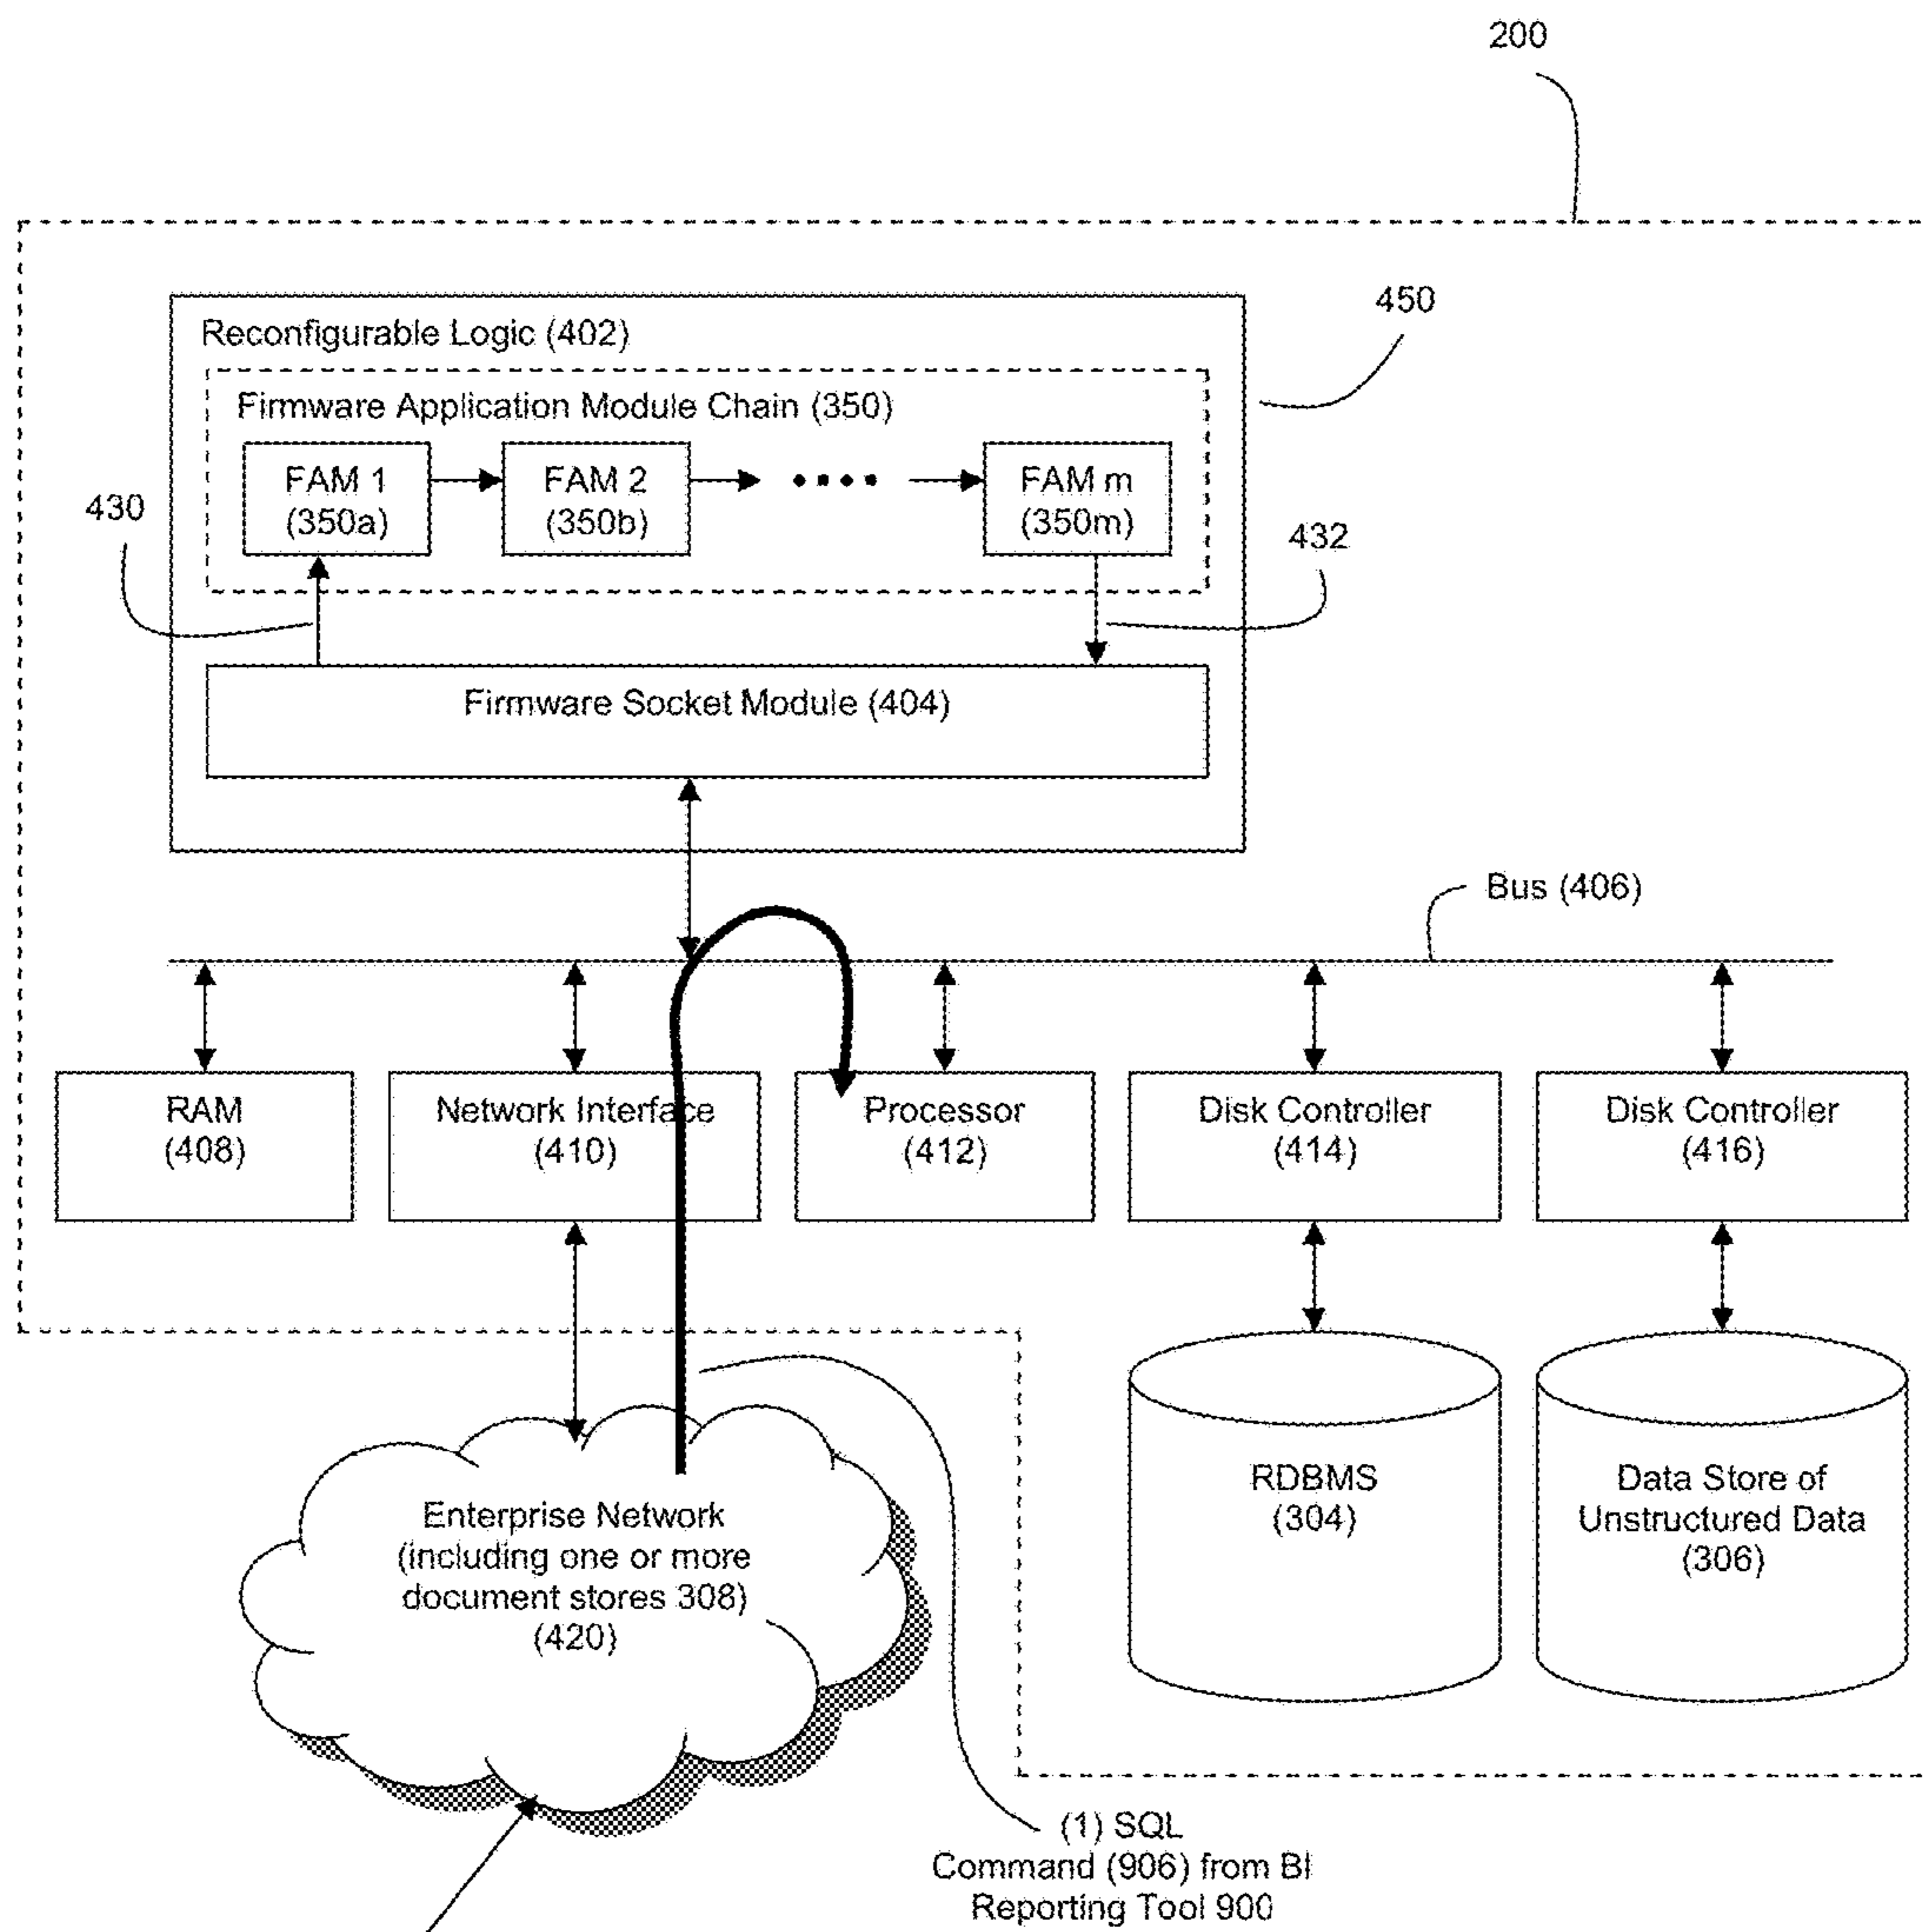 200
450
Reconfigurable Logic (402)
Firmware Application Module Chain (350)
FAM 1
(350a)
FAM 2
(350b)
FAM m
(350m)
430
432
Firmware Socket Module (404)
Bus (406)
RAM
(408)
Network Interface
(410)
Processor
(412)
Disk Controller
(414)
Disk Controller
(416)
RDBMS
(304)
Data Store of
Unstructured Data
(306)
Enterprise Network
(including one or more
document stores 308)
(420)
(1) SQL
Command (906) from BI
Reporting Tool 900